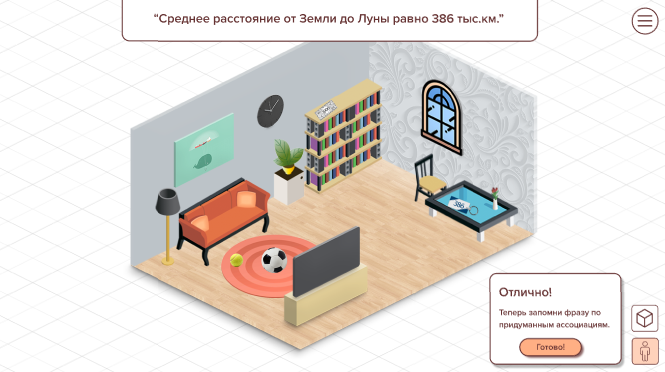 “Среднее расстояние от Земли до Луны равно 386 тыс.км.”
386
Отлично!
Теперь запомни фразу по
придуманным ассоциациям.
Готово!